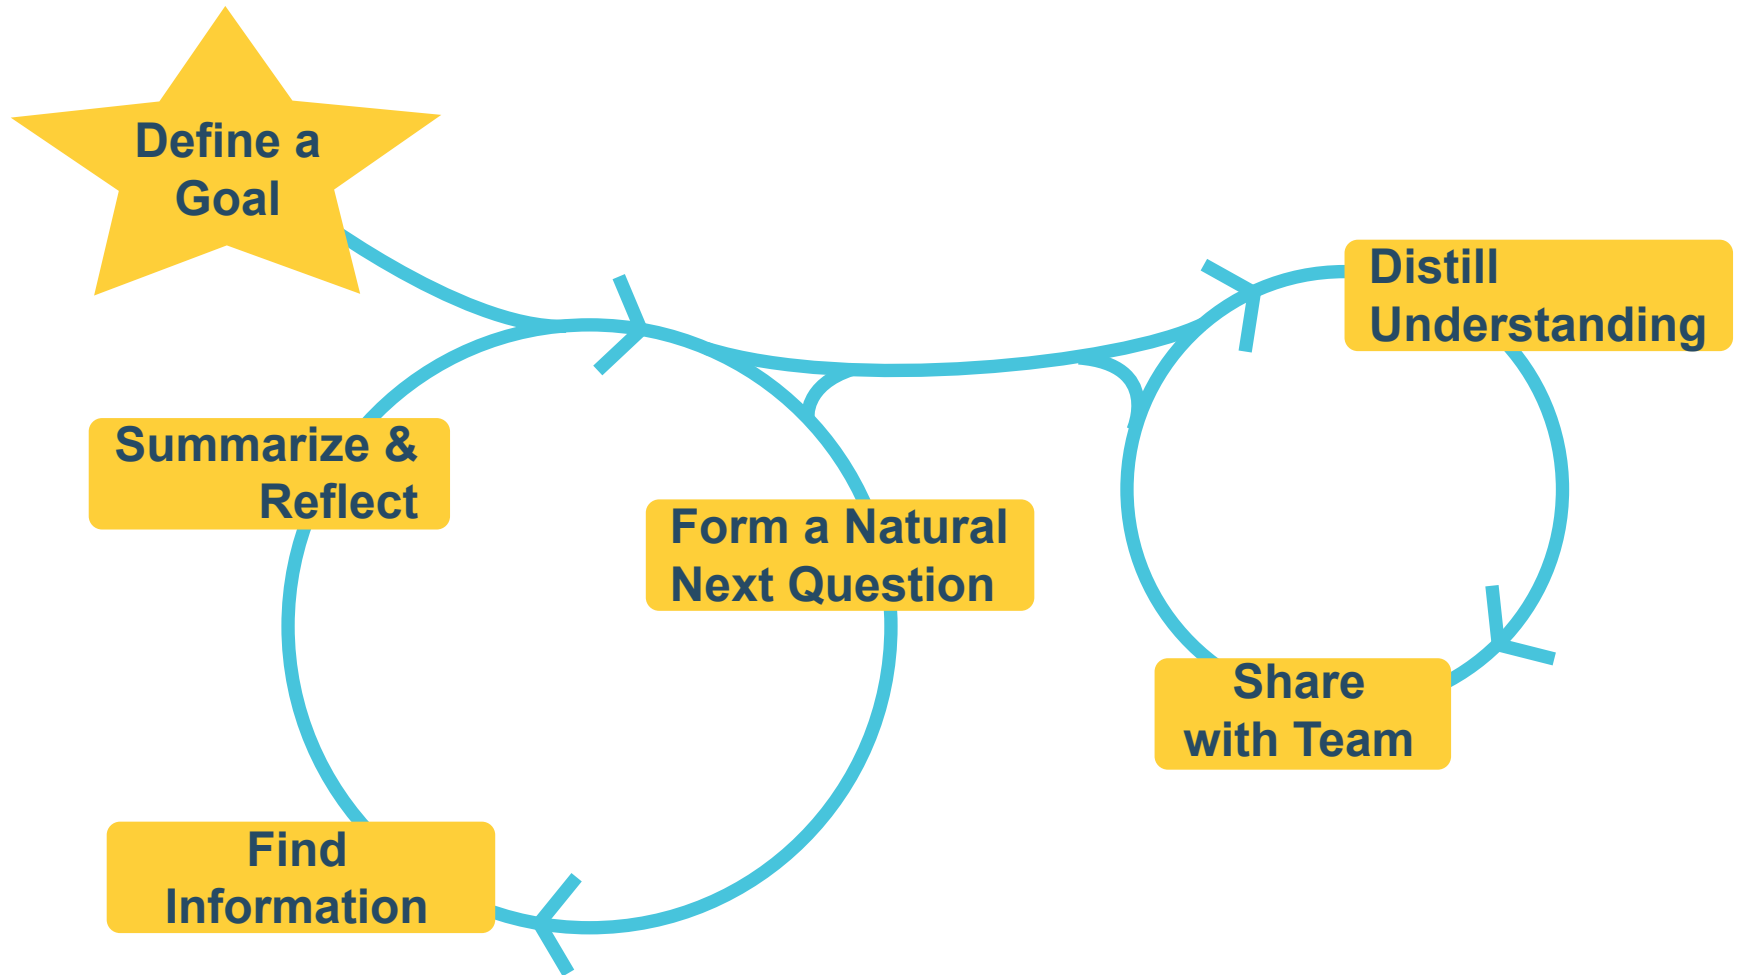 Define a
Goal
Summarize &
Reflect
Form a Natural
Next Question
Find
Information
Distill
Understanding
Share
with Team